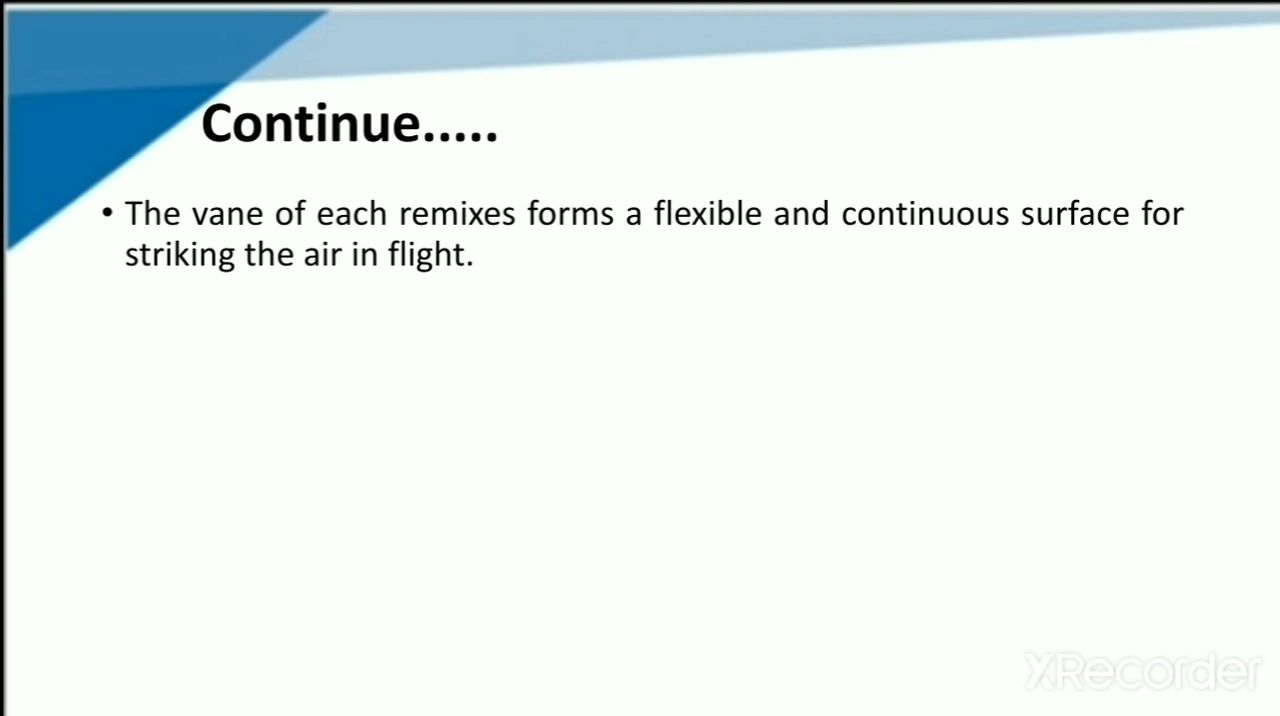 Continue.....
• The vane of each remixes forms a flexible and continuous surface for
striking the air in flight.
XRecorder